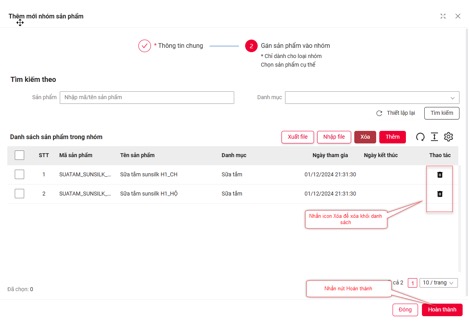 Thêm mới nhóm sản phẩm
* Thông tin chung
2
Gán sản phẩm vào nhóm
* Chỉ dành cho loại nhóm
Chọn sản phẩm cụ thể
Tìm kiếm theo
Sản phẩm
Nhập mã/tên sản phẩm
Danh mục
Thiết lập lại
Tìm kiếm
Danh sách sản phẩm trong nhóm
Xuất file
Nhập file
Xóa
Thêm
STT Mã sản phẩm Tên sản phẩm Danh mục Ngày tham gia Ngày kết thúc Thao tác
1 SUATAM_SUNSILK_... Sữa tắm sunsilk H1_CH Sữa tắm 01/12/2024 21:31:30
2 SUATAM_SUNSILK_... Sữa tắm sunsilk H1_HỒ Sữa tắm 01/12/2024 21:31:30
Nhấn icon Xóa để xóa khỏi danh
sách
Đã chọn: 0
cả 2
1
10 / trang
Nhấn nút Hoàn thành
Đóng
Hoàn thành